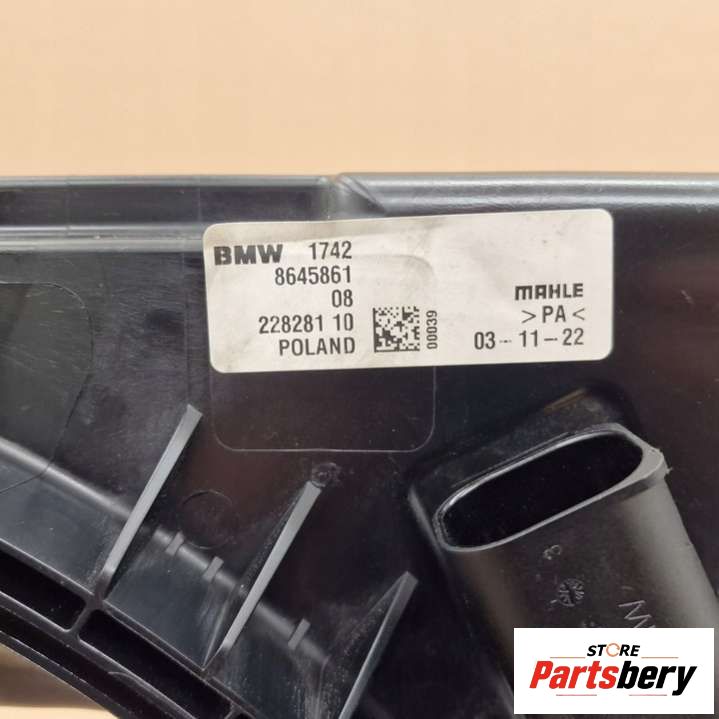 BMW 1742
8645861
08
228281 10
POLAND
00039
MAHLE
>PA<
03-11-22
STORE
Partsbery